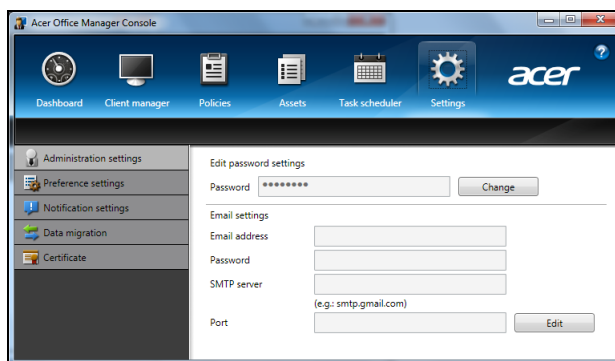 Acer Office Manager Console
Dashboard Client manager Policies Assets Task scheduler Settings
acer
?
Administration settings
Preference settings
Notification settings
Data migration
Certificate
Edit password settings
Password ******** Change
Email settings
Email address
Password
SMTP server
(e.g.: smtp.gmail.com)
Port Edit